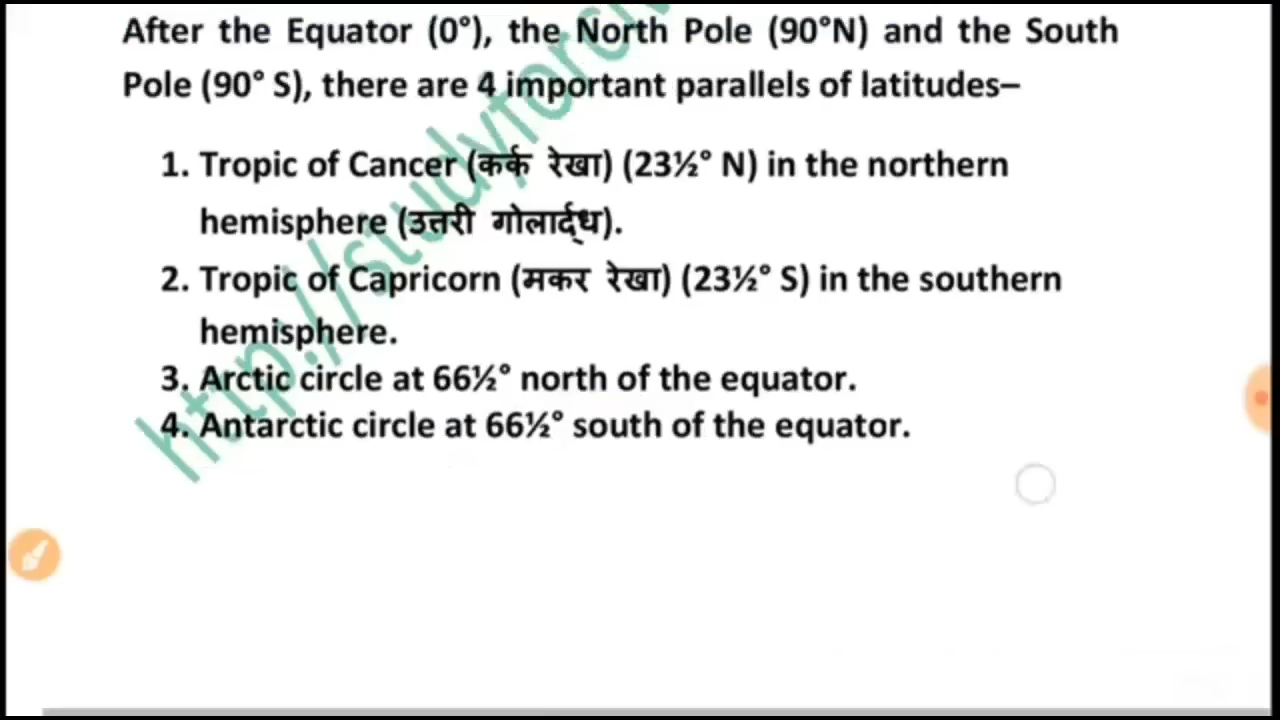 After the Equator (0°), the North Pole (90°N) and the South
Pole (90° S), there are 4 important parallels of latitudes–
1. Tropic of Cancer (कर्क रेखा) (23½° N) in the northern
hemisphere (उत्तरी गोलार्द्ध).
2. Tropic of Capricorn (मकर रेखा) (23½° S) in the southern
hemisphere.
3. Arctic circle at 66½° north of the equator.
4. Antarctic circle at 66½° south of the equator.